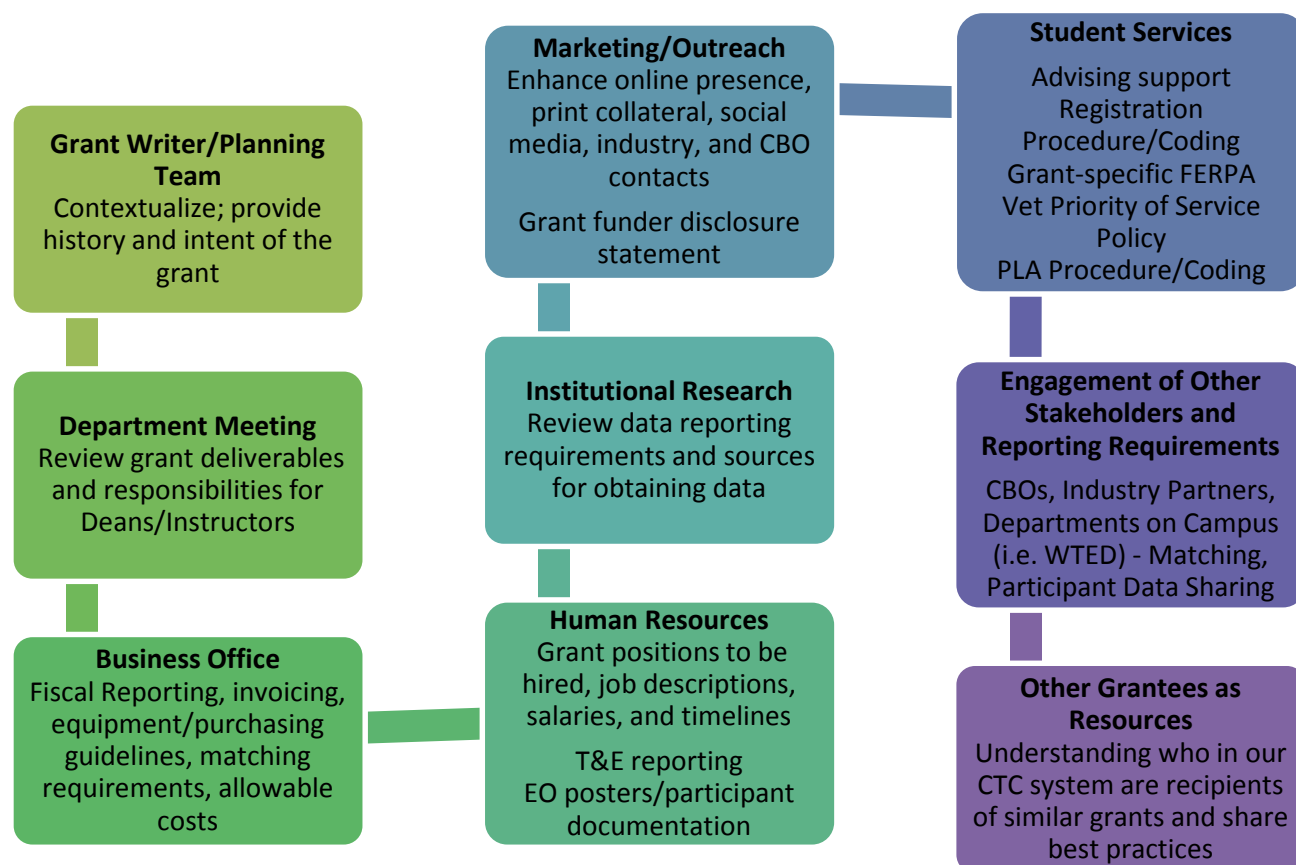 Grant Writer/Planning
Team
Contextualize; provide
history and intent of the
grant
Department Meeting
Review grant deliverables
and responsibilities for
Deans/Instructors
Business Office
Fiscal Reporting, invoicing,
equipment/purchasing
guidelines, matching
requirements, allowable
costs
Human Resources
Grant positions to be
hired, job descriptions,
salaries, and timelines
T&E reporting
EO posters/participant
documentation
Institutional Research
Review data reporting
requirements and sources
for obtaining data
Marketing/Outreach
Enhance online presence,
print collateral, social
media, industry, and CBO
contacts
Grant funder disclosure
statement
Student Services
Advising support
Registration
Procedure/Coding
Grant-specific FERPA
Vet Priority of Service
Policy
PLA Procedure/Coding
Engagement of Other
Stakeholders and
Reporting Requirements
CBOs, Industry Partners,
Departments on Campus
(i.e. WTED) - Matching,
Participant Data Sharing
Other Grantees as
Resources
Understanding who in our
CTC system are recipients
of similar grants and share
best practices